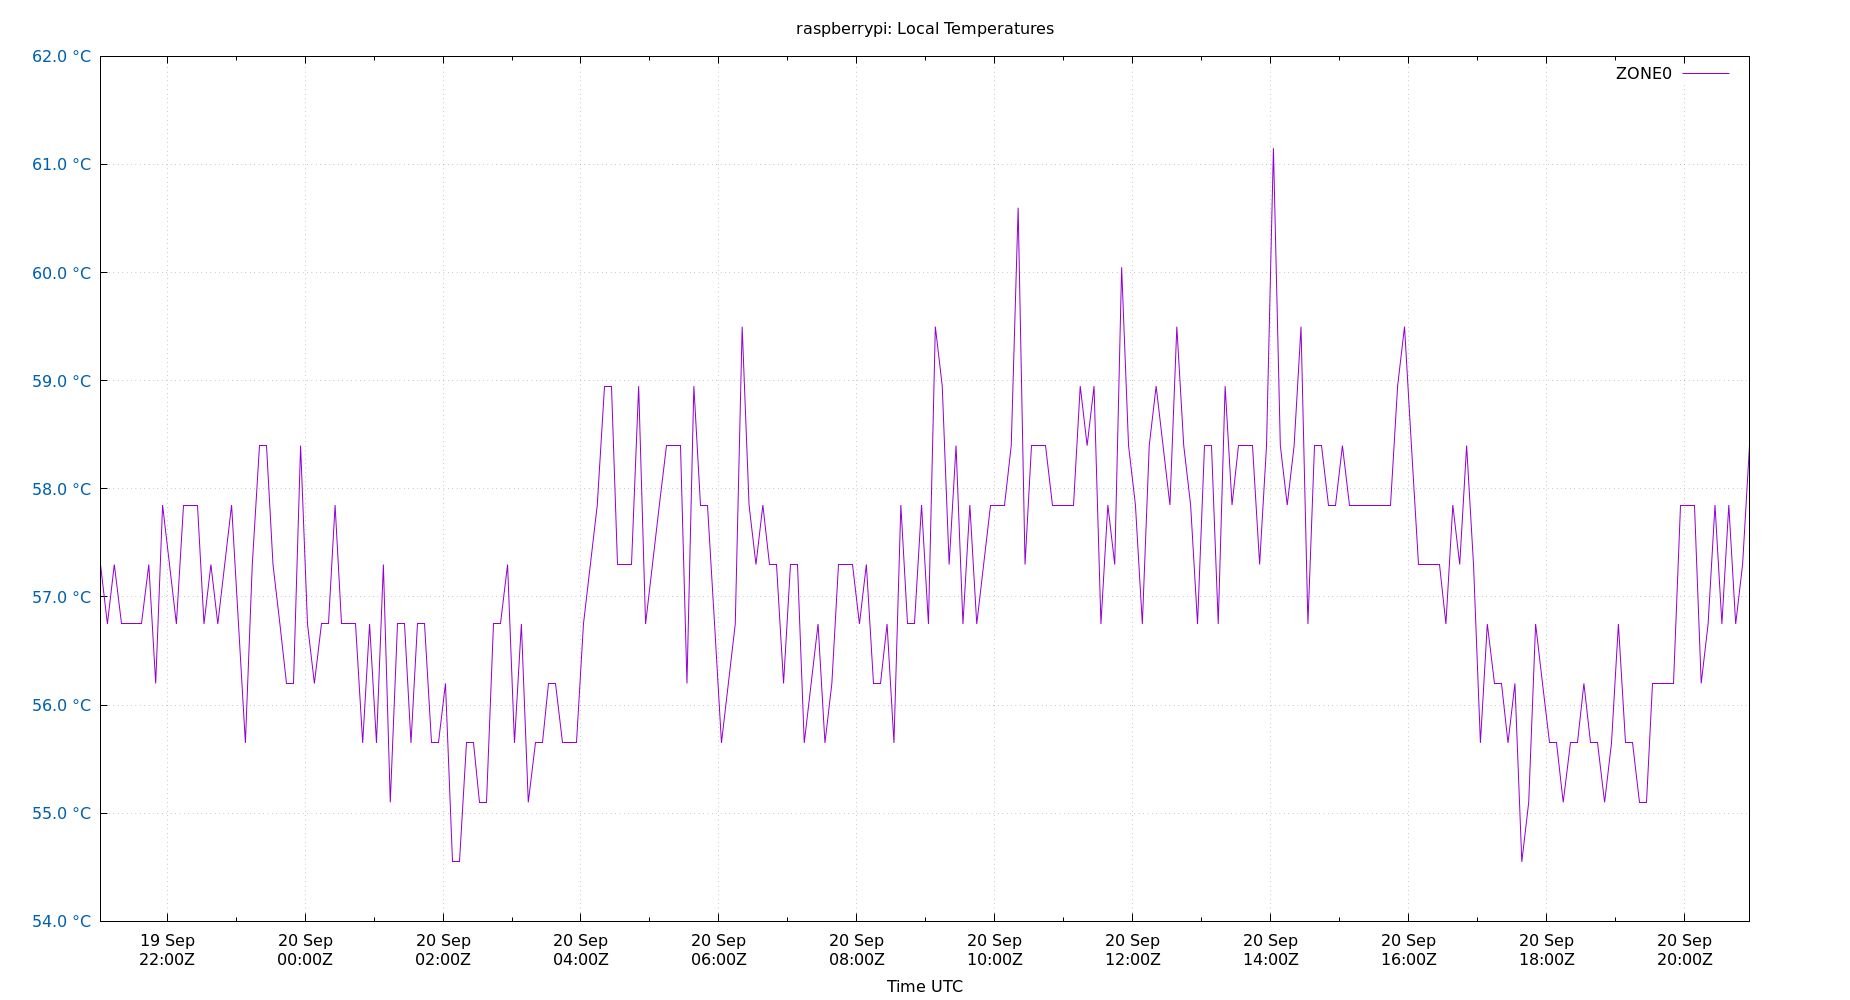 raspberrypi: Local Temperatures
62.0 °C
ZONE0
61.0 °C
60.0 °C
59.0 °C
58.0 °C
57.0 °C
56.0 °C
55.0 °C
54.0 °C
19 Sep 20 Sep 20 Sep 20 Sep 20 Sep 20 Sep 20 Sep 20 Sep 20 Sep 20 Sep 20 Sep 20 Sep
22:00Z 00:00Z 02:00Z 04:00Z 06:00Z 08:00Z 10:00Z 12:00Z 14:00Z 16:00Z 18:00Z 20:00Z
Time UTC